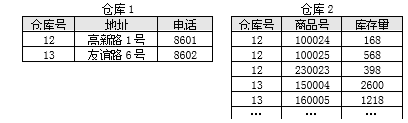 仓库 1
仓库号 地址 电话
12 高新路 1 号 8601
13 友谊路 6 号 8602
仓库 2
仓库号 商品号 库存量
12 100024 168
12 100025 568
12 230023 398
13 150004 2600
13 160005 1218
… … …